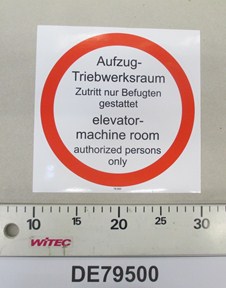 Aufzug-
Triebwerksraum
Zutritt nur Befugten
gestattet
elevator-
machine room
authorized persons
only
10 15 20 25 30
WITEC
DE79500